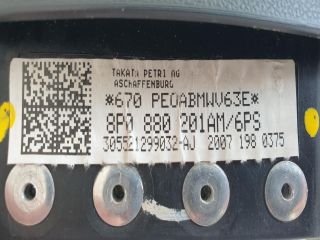 TAKATA PETRI AG
ASCHAFFENBURG
*670 PEOABMWV63E*
8P0 880 201AM/6PS
305521299032-AJ 2007 198 0375